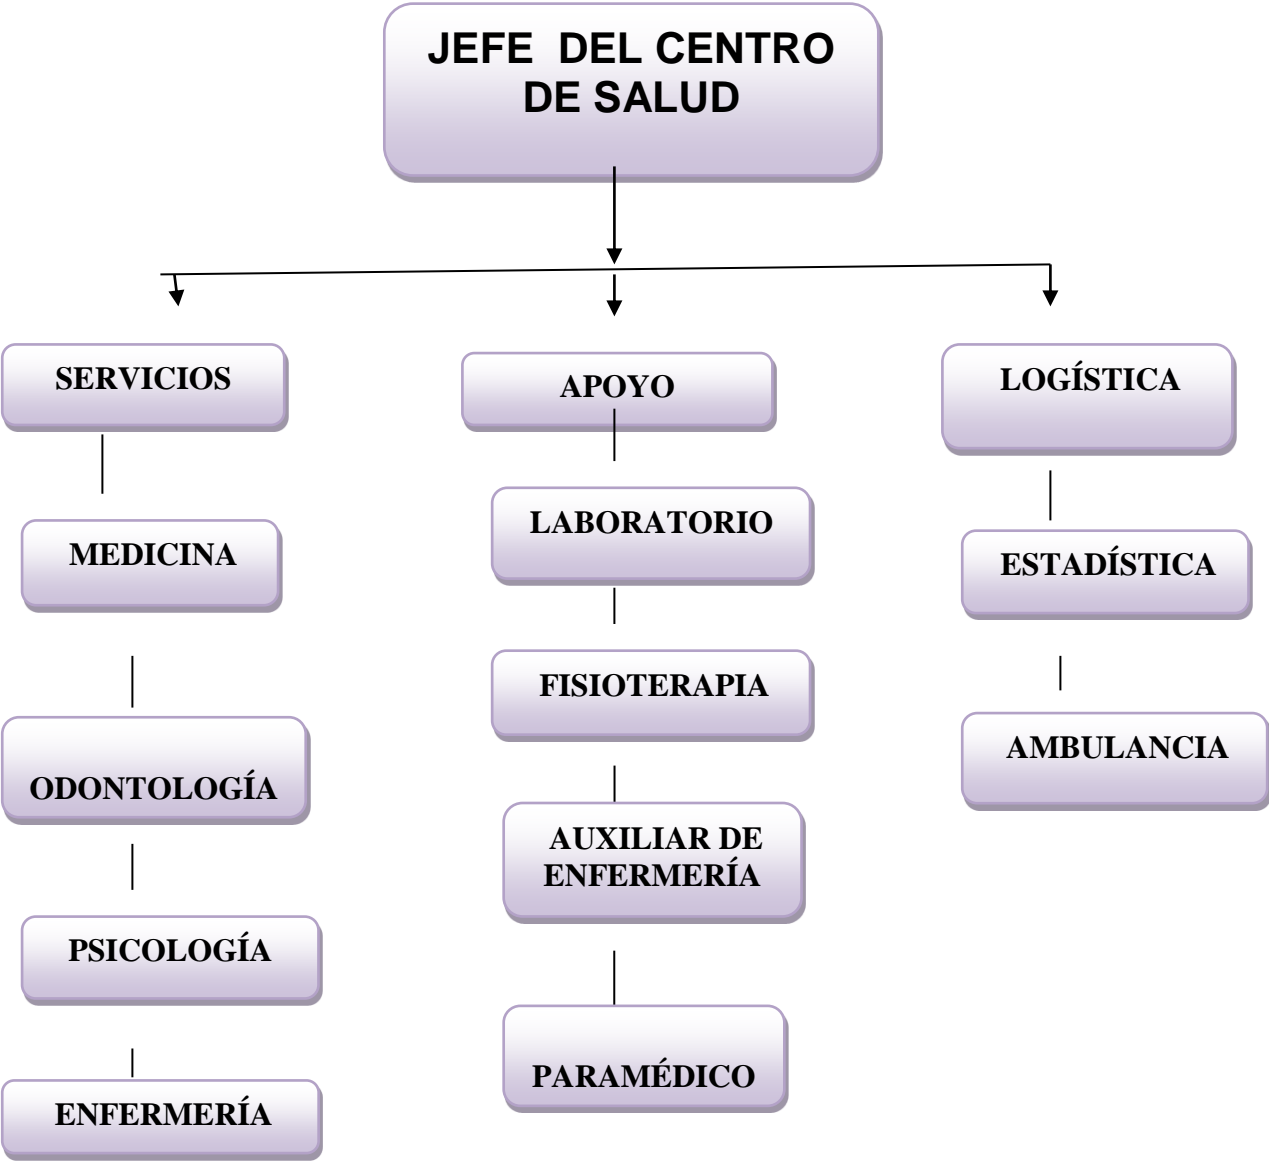 JEFE DEL CENTRO
DE SALUD
SERVICIOS
APOYO
LOGÍSTICA
MEDICINA
LABORATORIO
ESTADÍSTICA
ODONTOLOGÍA
FISIOTERAPIA
AMBULANCIA
PSICOLOGÍA
AUXILIAR DE
ENFERMERÍA
ENFERMERÍA
PARAMÉDICO